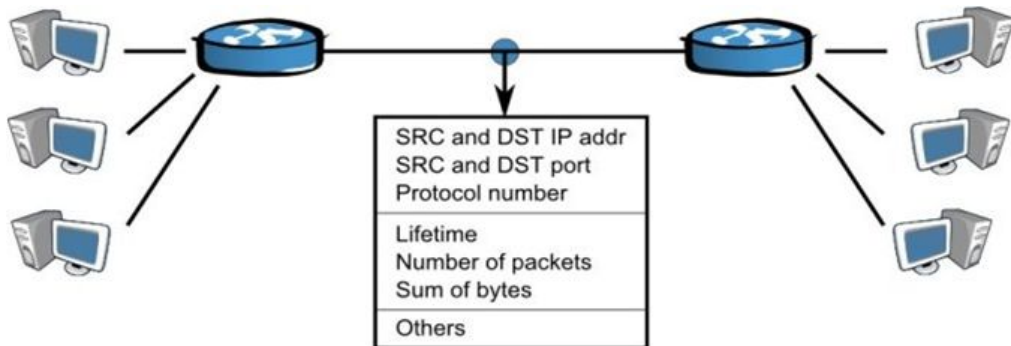 SRC and DST IP addr
SRC and DST port
Protocol number
Lifetime
Number of packets
Sum of bytes
Others